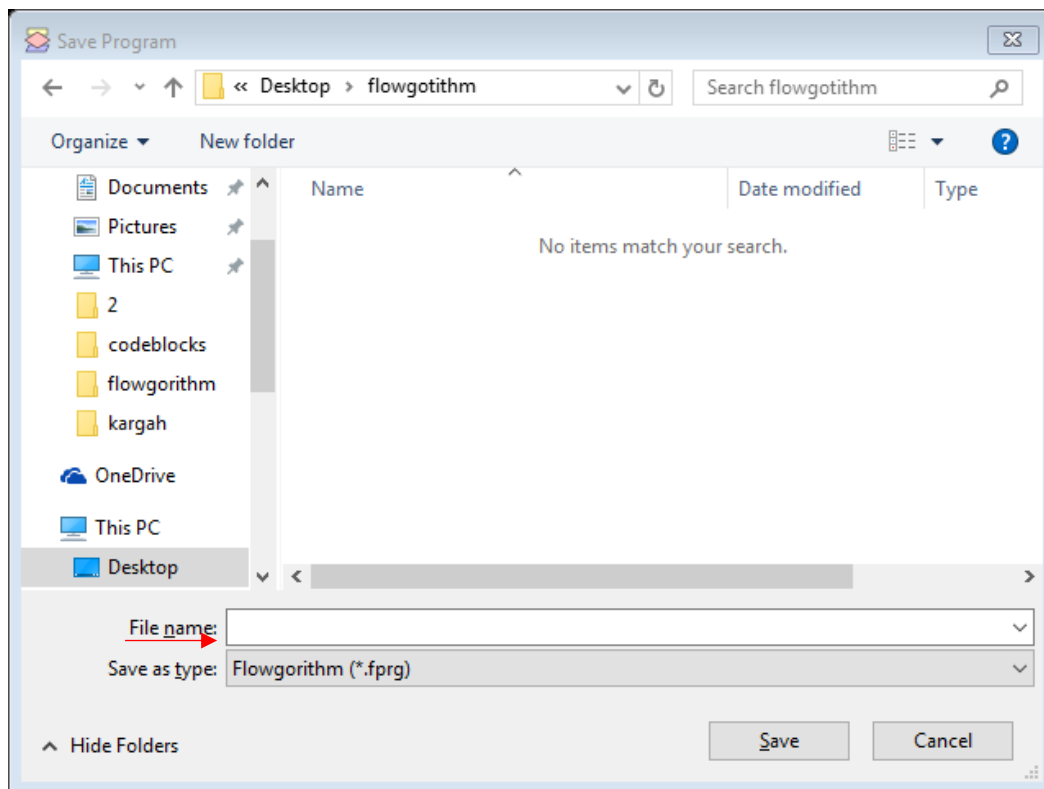 Save Program
« Desktop > flowgotithm
Search flowgotithm
Organize
New folder
Documents
Pictures
This PC
2
codeblocks
flowgorithm
kargah
OneDrive
This PC
Desktop
Name
Date modified
Type
No items match your search.
File name:
Save as type: Flowgorithm (*.fprg)
Hide Folders
Save
Cancel